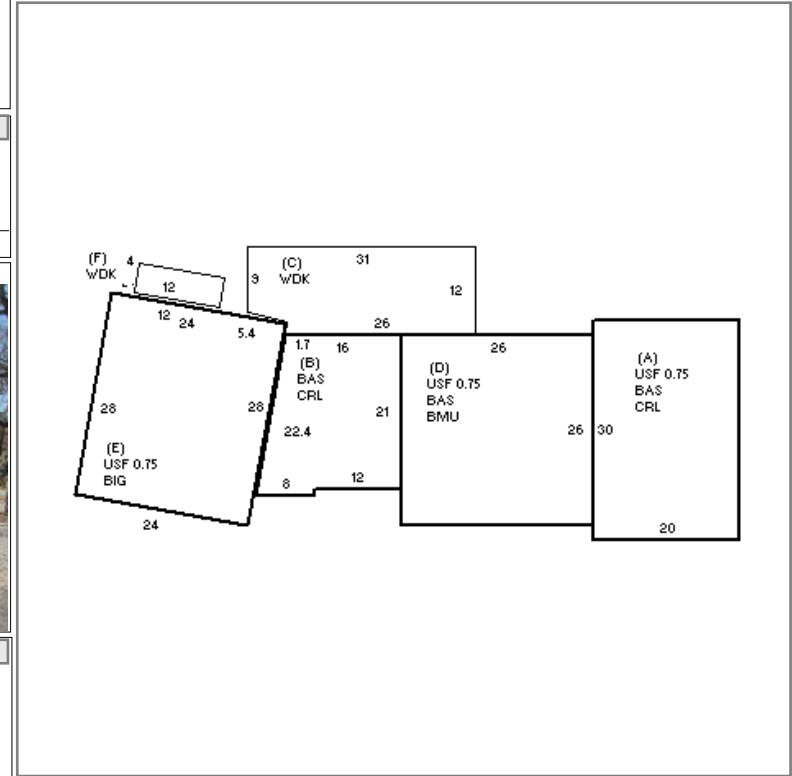 31
(C)
WDK
9
12
26
(F)
WDK
4
12
12
24
5.4
28
28
(E)
USF 0.75
BIG
24
1.7
16
(B)
BAS
CRL
21
22.4
8
12
26
(D)
USF 0.75
BAS
BMU
26
30
(A)
USF 0.75
BAS
CRL
20